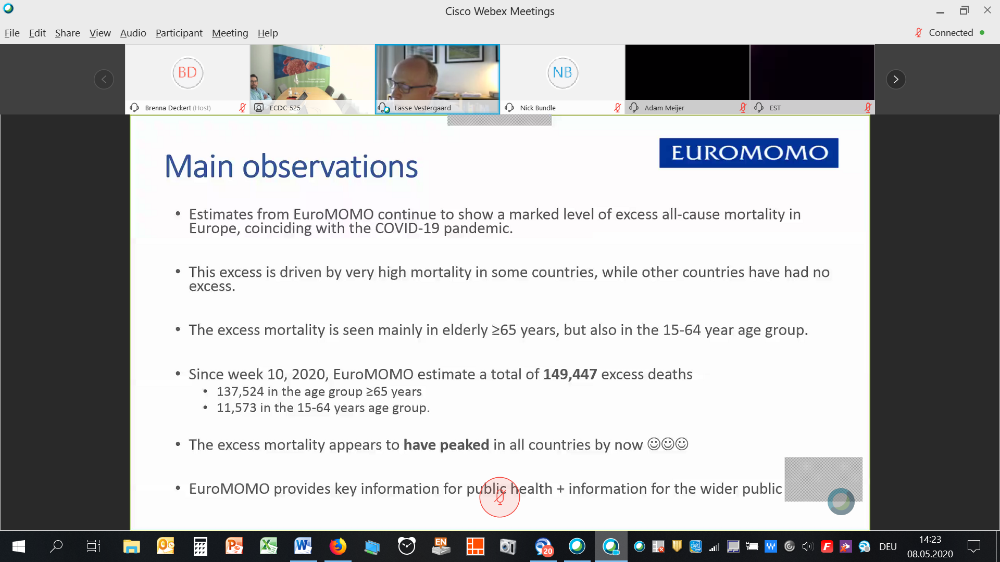 Cisco Webex Meetings
File Edit Share View Audio Participant Meeting Help
Connected
BD
NB
Brenna Deckert (Host)
ECDC-525
Lasse Vestergaard
Nick Bundle
Adam Meijer
EST
EUROMOMO
Main observations
• Estimates from EuroMOMO continue to show a marked level of excess all-cause mortality in
Europe, coinciding with the COVID-19 pandemic.
• This excess is driven by very high mortality in some countries, while other countries have had no
excess.
• The excess mortality is seen mainly in elderly ≥65 years, but also in the 15-64 year age group.
• Since week 10, 2020, EuroMOMO estimate a total of 149,447 excess deaths
• 137,524 in the age group ≥65 years
• 11,573 in the 15-64 years age group.
• The excess mortality appears to have peaked in all countries by now ☺☺☺
• EuroMOMO provides key information for public health + information for the wider public
EN
20
DEU
14:23
08.05.2020